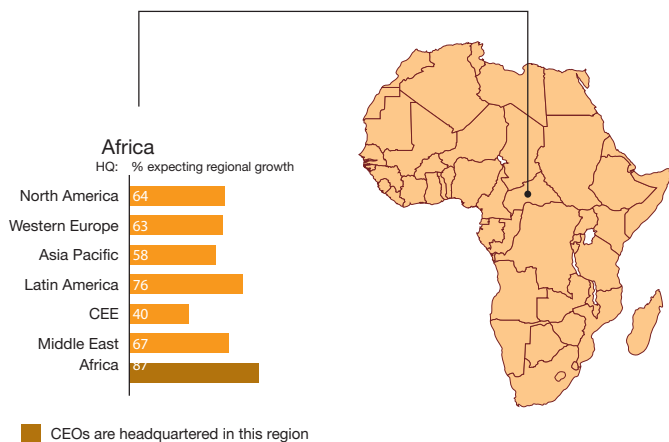 Africa
HQ: % expecting regional growth
North America 64
Western Europe 63
Asia Pacific 58
Latin America 76
CEE 40
Middle East 67
Africa 87
CEOs are headquartered in this region